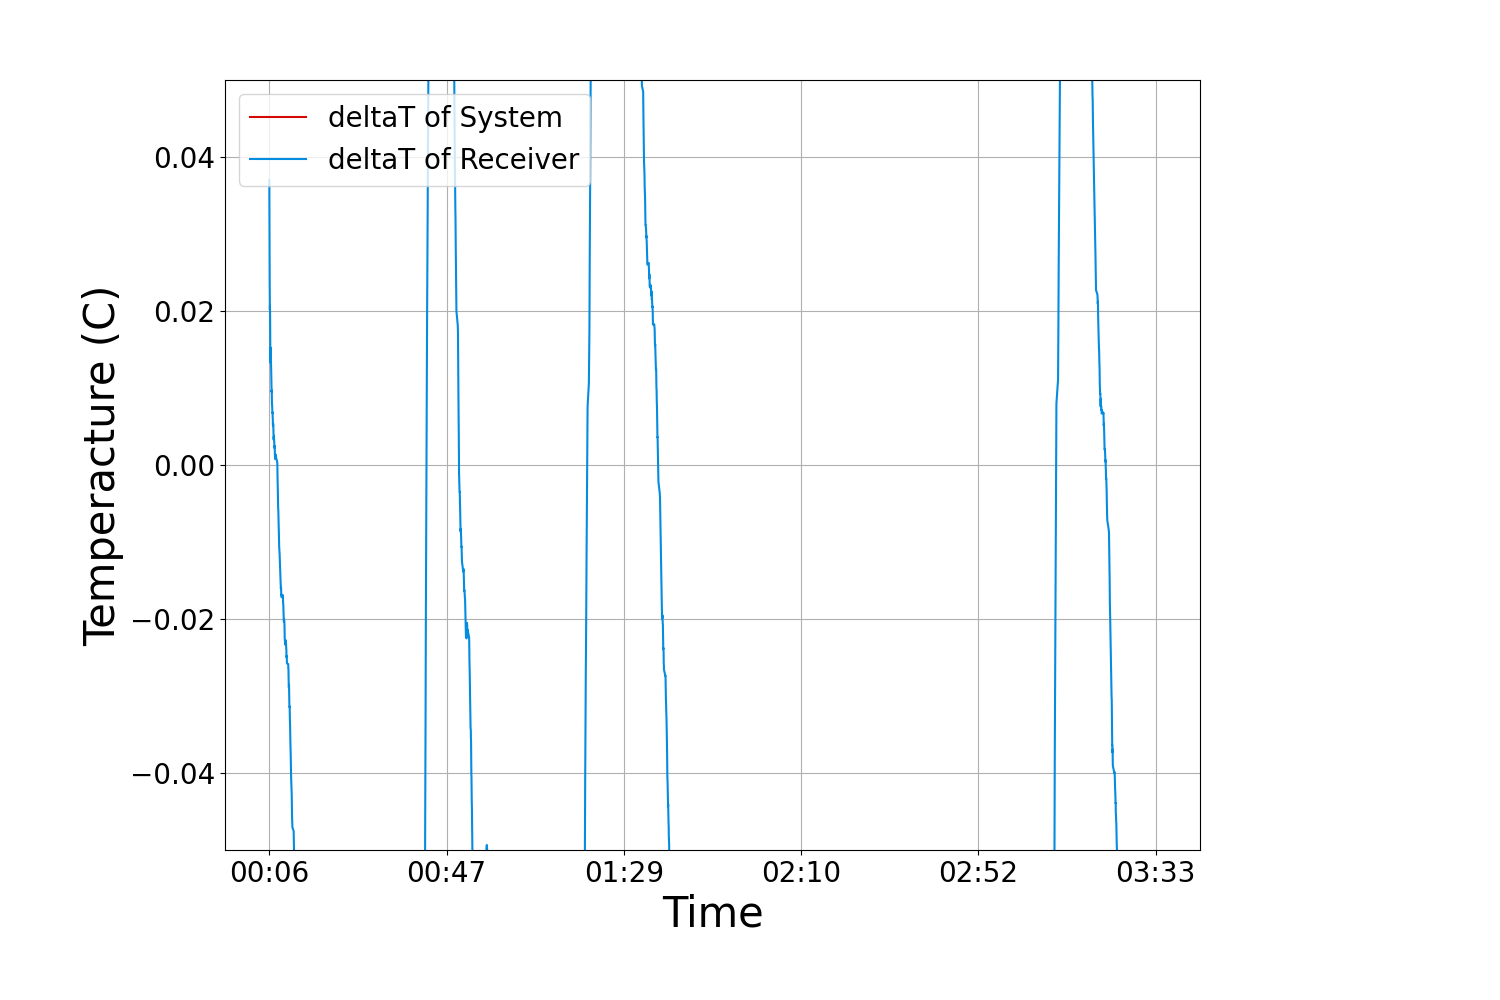 deltaT of System
deltaT of Receiver
Temperacture (C)
0.04
0.02
0.00
−0.02
−0.04
00:06 00:47 01:29 02:10 02:52 03:33
Time